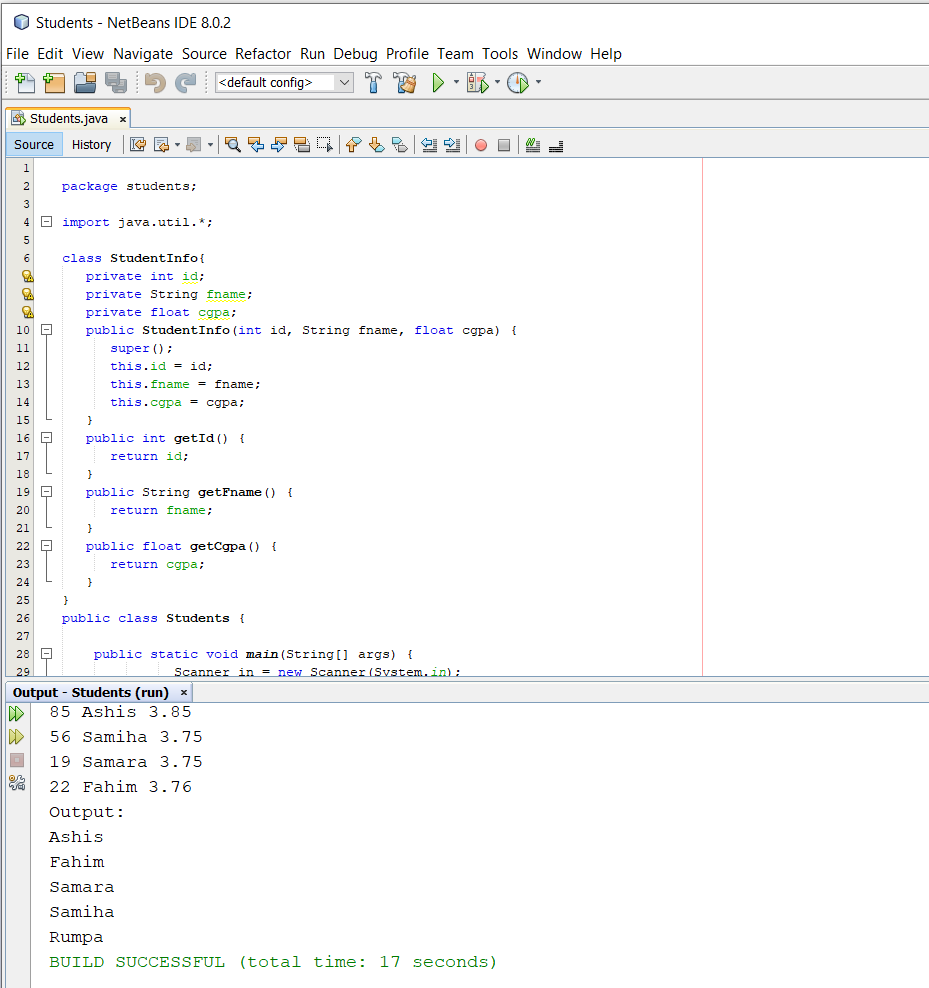 Students - NetBeans IDE 8.0.2
File Edit View Navigate Source Refactor Run Debug Profile Team Tools Window Help
<default config>
Students.java ×
Source History
1
2 package students;
3
4 import java.util.*;
5
6 class StudentInfo{
private int id;
private String fname;
private float cgpa;
10 public StudentInfo(int id, String fname, float cgpa) {
11 super();
12 this.id = id;
13 this.fname = fname;
14 this.cgpa = cgpa;
15 }
16 public int getId() {
17 return id;
18 }
19 public String getFname() {
20 return fname;
21 }
22 public float getCgpa() {
23 return cgpa;
24 }
25 }
26 public class Students {
27
28 public static void main(String[] args) {
29 Scanner in = new Scanner(System.in);
Output - Students (run) ×
85 Ashis 3.85
56 Samiha 3.75
19 Samara 3.75
22 Fahim 3.76
Output:
Ashis
Fahim
Samara
Samiha
Rumpa
BUILD SUCCESSFUL (total time: 17 seconds)